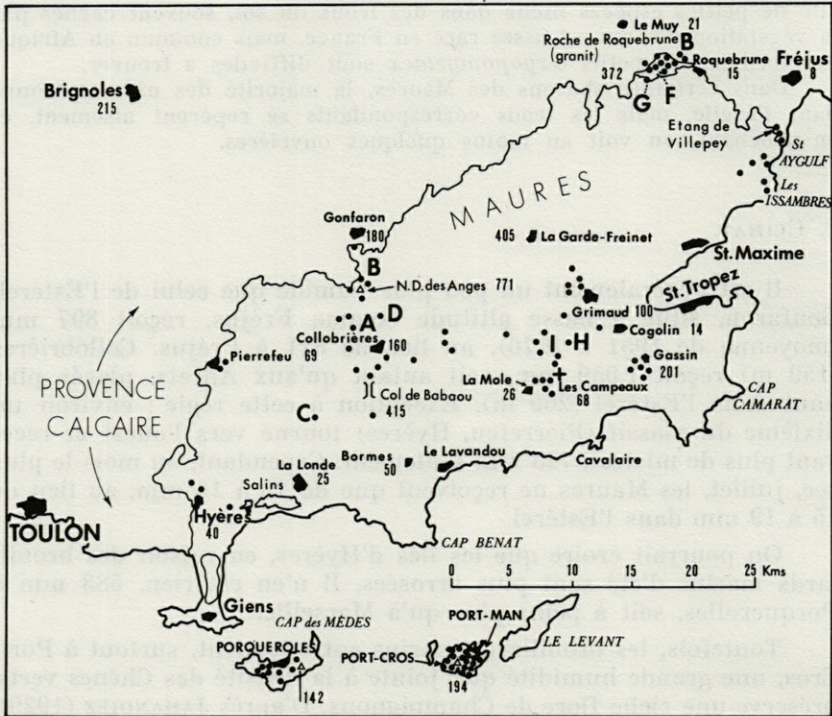 Le Muy 21
Roche de Roquebrune
(granit)
B
372
Roquebrune
15
Fréjus
8
G
F
Brignoles
215
Etang de
Villepey
St
AYGULF
Les
ISSAMBRES
MAURES
Gonfaron
180
405 La Garde-Freinet
St.Maxime
B
N.D. des Anges 771
St.Tropez
D
A
Grimaud 100
Collobrières
160
Cogolin 14
H
Pierrefeu
69
Gassin
201
PROVENCE
CALCAIRE
Col de Babaou
415
La Mole
26
Les Campeaux
68
CAP
CAMARAT
C
La Londe
25
Bormes
50
Le Lavandou
Cavalaire
Salins
TOULON
Hyères
40
CAP BENAT
0 5 10 15 20 25 Kms
Giens
CAP des MÈDES
PORT-MAN
PORQUEROLES
PORT-CROS
LE LEVANT
142
194